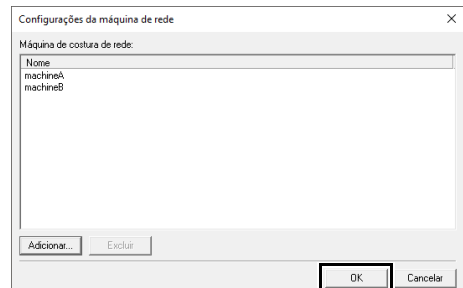 Configurações da máquina de rede
Máquina de costura de rede:
Nome
machineA
machineB
Adicionar... Excluir
OK Cancelar